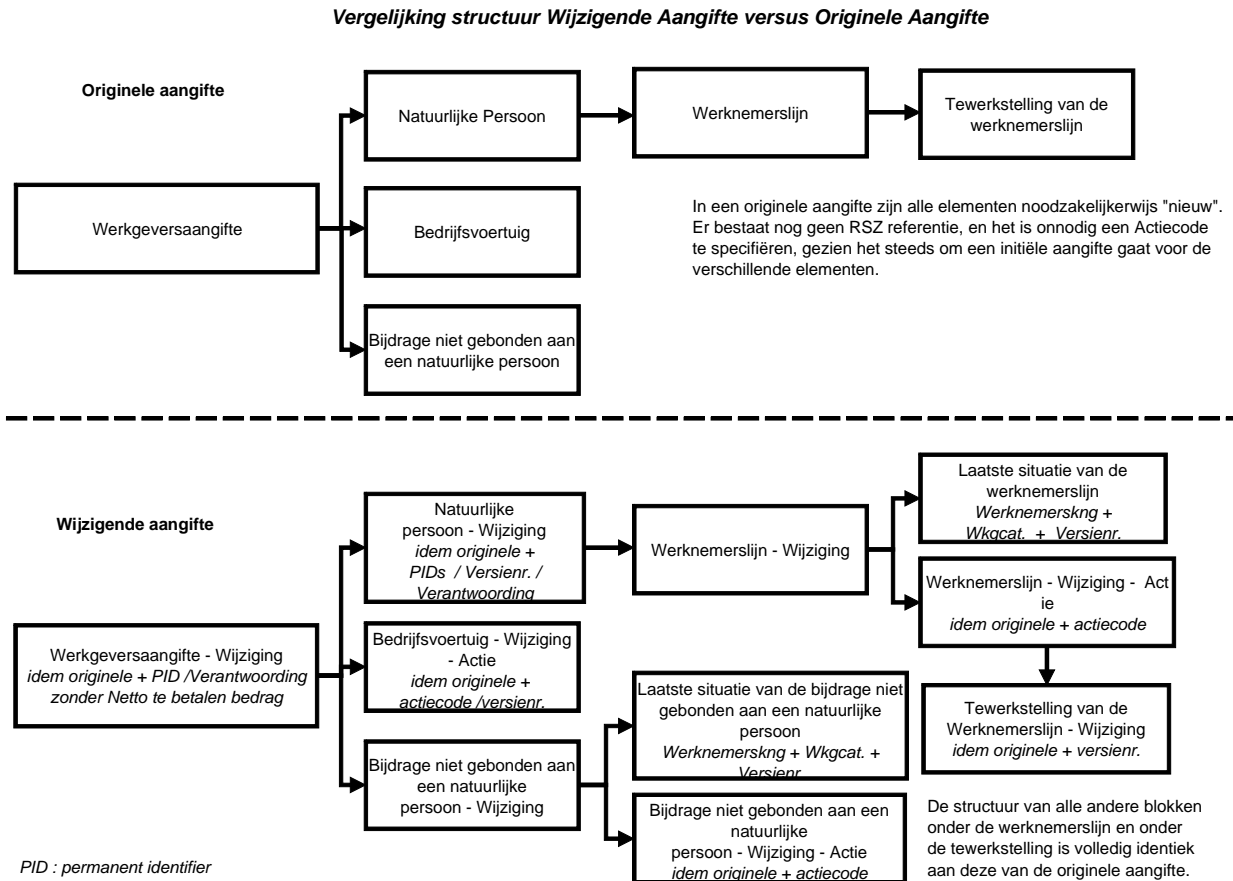 Vergelijking structuur Wijzigende Aangifte versus Originele Aangifte
Originele aangifte
Natuurlijke Persoon
Werknemerslijn
Tewerkstelling van de
werknemerslijn
Werkgeversaangifte
Bedrijfsvoertuig
In een originele aangifte zijn alle elementen noodzakelijkerwijs "nieuw".
Er bestaat nog geen RSZ referentie, en het is onnodig een Actiecode
te specifiëren, gezien het steeds om een initiële aangifte gaat voor de
verschillende elementen.
Bijdrage niet gebonden aan
een natuurlijke persoon
Wijzigende aangifte
Natuurlijke
persoon - Wijziging
idem originele +
PIDs / Versienr. /
Verantwoording
Werknemerslijn - Wijziging
Laatste situatie van de
werknemerslijn
Werknemerskng +
Wkgcat. + Versienr.
Werknemerslijn - Wijziging - Act
ie
idem originele + actiecode
Werkgeversaangifte - Wijziging
idem originele + PID /Verantwoording
zonder Netto te betalen bedrag
Bedrijfsvoertuig - Wijziging
- Actie
idem originele +
actiecode /versienr.
Laatste situatie van de bijdrage niet
gebonden aan een natuurlijke
persoon
Werknemerskng + Wkgcat. +
Versienr
Tewerkstelling van de
Werknemerslijn - Wijziging
idem originele + versienr.
Bijdrage niet gebonden aan
een natuurlijke
persoon - Wijziging
Bijdrage niet gebonden aan een
natuurlijke
persoon - Wijziging - Actie
idem originele + actiecode
De structuur van alle andere blokken
onder de werknemerslijn en onder
de tewerkstelling is volledig identiek
aan deze van de originele aangifte.
PID : permanent identifier